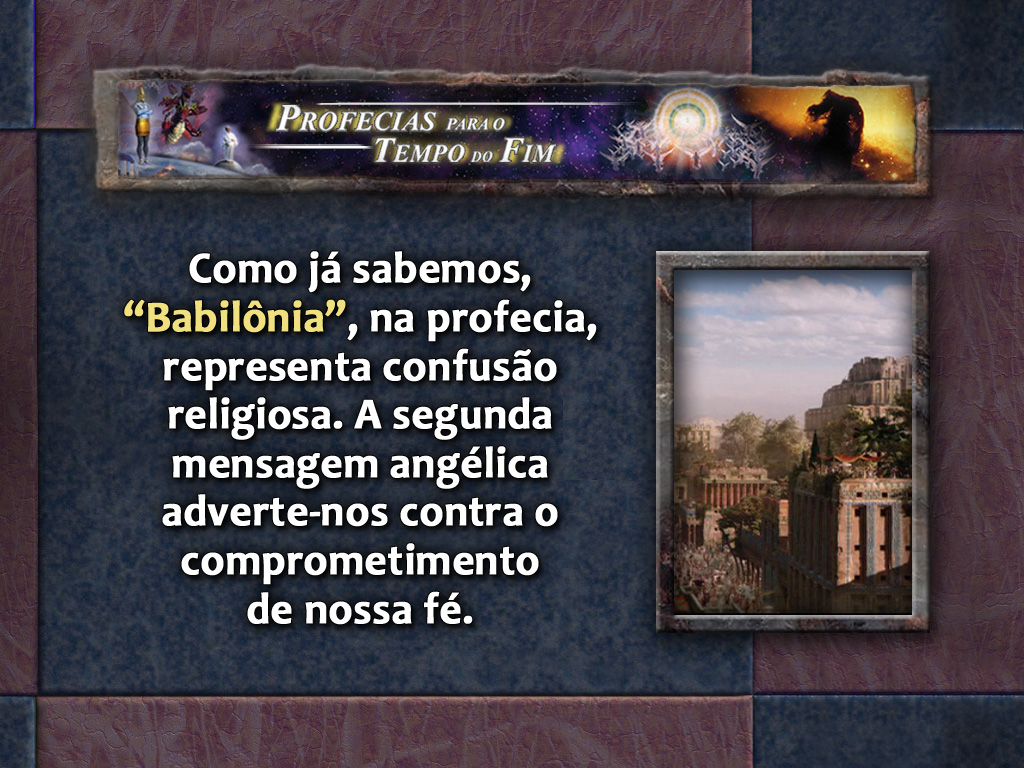 PROFECIAS PARA O
TEMPO DO FIM
Como já sabemos,
“Babilônia”, na profecia,
representa confusão
religiosa. A segunda
mensagem angélica
adverte-nos contra o
comprometimento
de nossa fé.